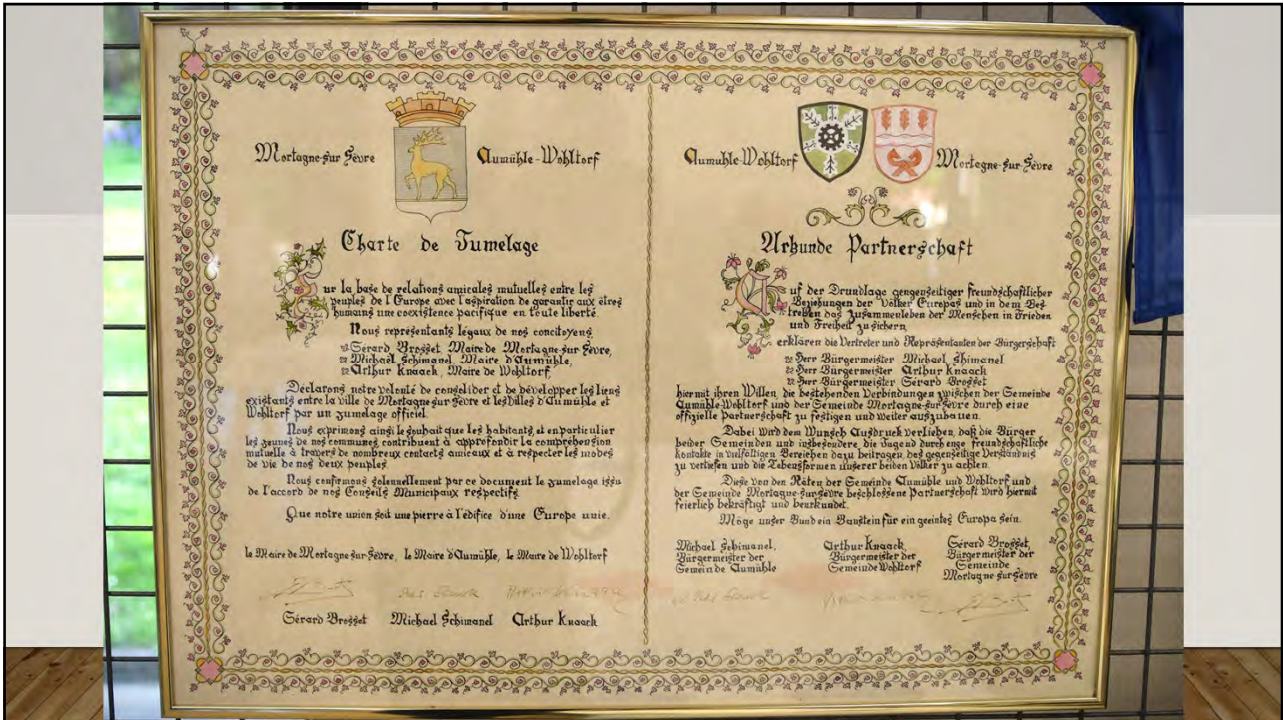 Mortagne-sur Sèvre
Aumühle-Wohltorf
Charte de Jumelage
Sur la base de relations amicales mutuelles entre les
peuples de l'Europe avec l'aspiration de garantir aux êtres
humains une coexistence pacifique en toute liberté.
Nous représentants légaux de nos concitoyens
Gérard Brosset, Maire de Mortagne-sur Sèvre,
Michael Schimanel, Maire d'Aumühle,
Arthur Knaack, Maire de Wohltorf,
Déclarons notre volonté de consolider et de développer les liens
existants entre la ville de Mortagne-sur Sèvre et les Villes d'Aumühle et
Wohltorf par un jumelage officiel.
Nous exprimons ainsi le souhait que les habitants, et en particulier
les jeunes de nos communes, contribuent à approfondir la compréhension
mutuelle à travers de nombreux contacts amicaux et à respecter les modes
de vie de nos deux peuples.
Nous confirmons solennellement par ce document le jumelage issu
de l'accord de nos Conseils Municipaux respectifs.
Que notre union soit une pierre à l'édifice d'une Europe unie.
le Maire de Mortagne-sur-Sèvre, le Maire d'Aumühle, le Maire de Wohltorf
Gérard Brosset Michael Schimanel Arthur Knaack
Aumühle-Wohltorf
Mortagne-sur-Sèvre
Urkunde Partnerschaft
Auf der Grundlage gengenseitiger freundschaftlicher
Beziehungen der Völker Europas und in dem Bes-
treben das Zusammenleben der Menschen in Frieden
und Freiheit zu sichern,
erklären die Vertreter und Repräsentanten der Bürgerschaft
Herr Bürgermeister Michael Shimanel
Herr Bürgermeister Arthur Knaack
Herr Bürgermeister Gérard Brosset
hiermit ihren Willen, die bestehenden Verbindungen zwischen der Gemeinde
Aumühle-Wohltorf und der Gemeinde Mortagne-sur-Sèvre durch eine
offizielle Partnerschaft zu festigen und weiter auszubauen.
Dabei wird dem Wunsch Ausdruck verliehen, daß die Bürger
beider Gemeinden und insbesondere, die Jugend durch enge freundschaftliche
Kontakte in vielfältigen Bereichen dazu beitragen, das gegenseitige Verständnis
zu vertiefen und die Lebensformen unserer beiden Völker zu achten.
Diese von den Räten der Gemeinde Aumühle und Wohltorf und
der Gemeinde Mortagne-sur-Sèvre beschlossene Partnerschaft wird hiermit
feierlich bekräftigt und beurkundet.
Möge unser Bund ein Baustein für ein geeintes Europa sein.
Michael Schimanel, Arthur Knaack, Gérard Brosset,
Bürgermeister der Bürgermeister der Bürgermeister der
Gemeinde Aumühle Gemeinde Wohltorf Gemeinde
Mortagne-sur-Sèvre